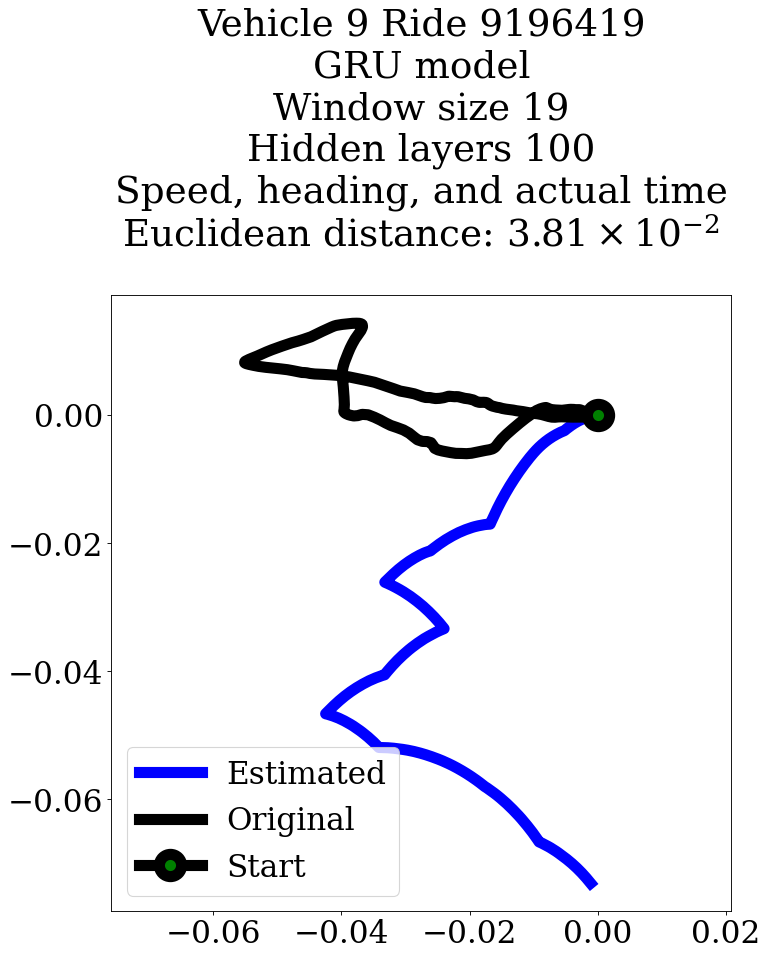 Vehicle 9 Ride 9196419
GRU model
Window size 19
Hidden layers 100
Speed, heading, and actual time
Euclidean distance: 3.81 × 10⁻²
0.00
−0.02
−0.04
−0.06
Estimated
Original
Start
−0.06 −0.04 −0.02 0.00 0.02